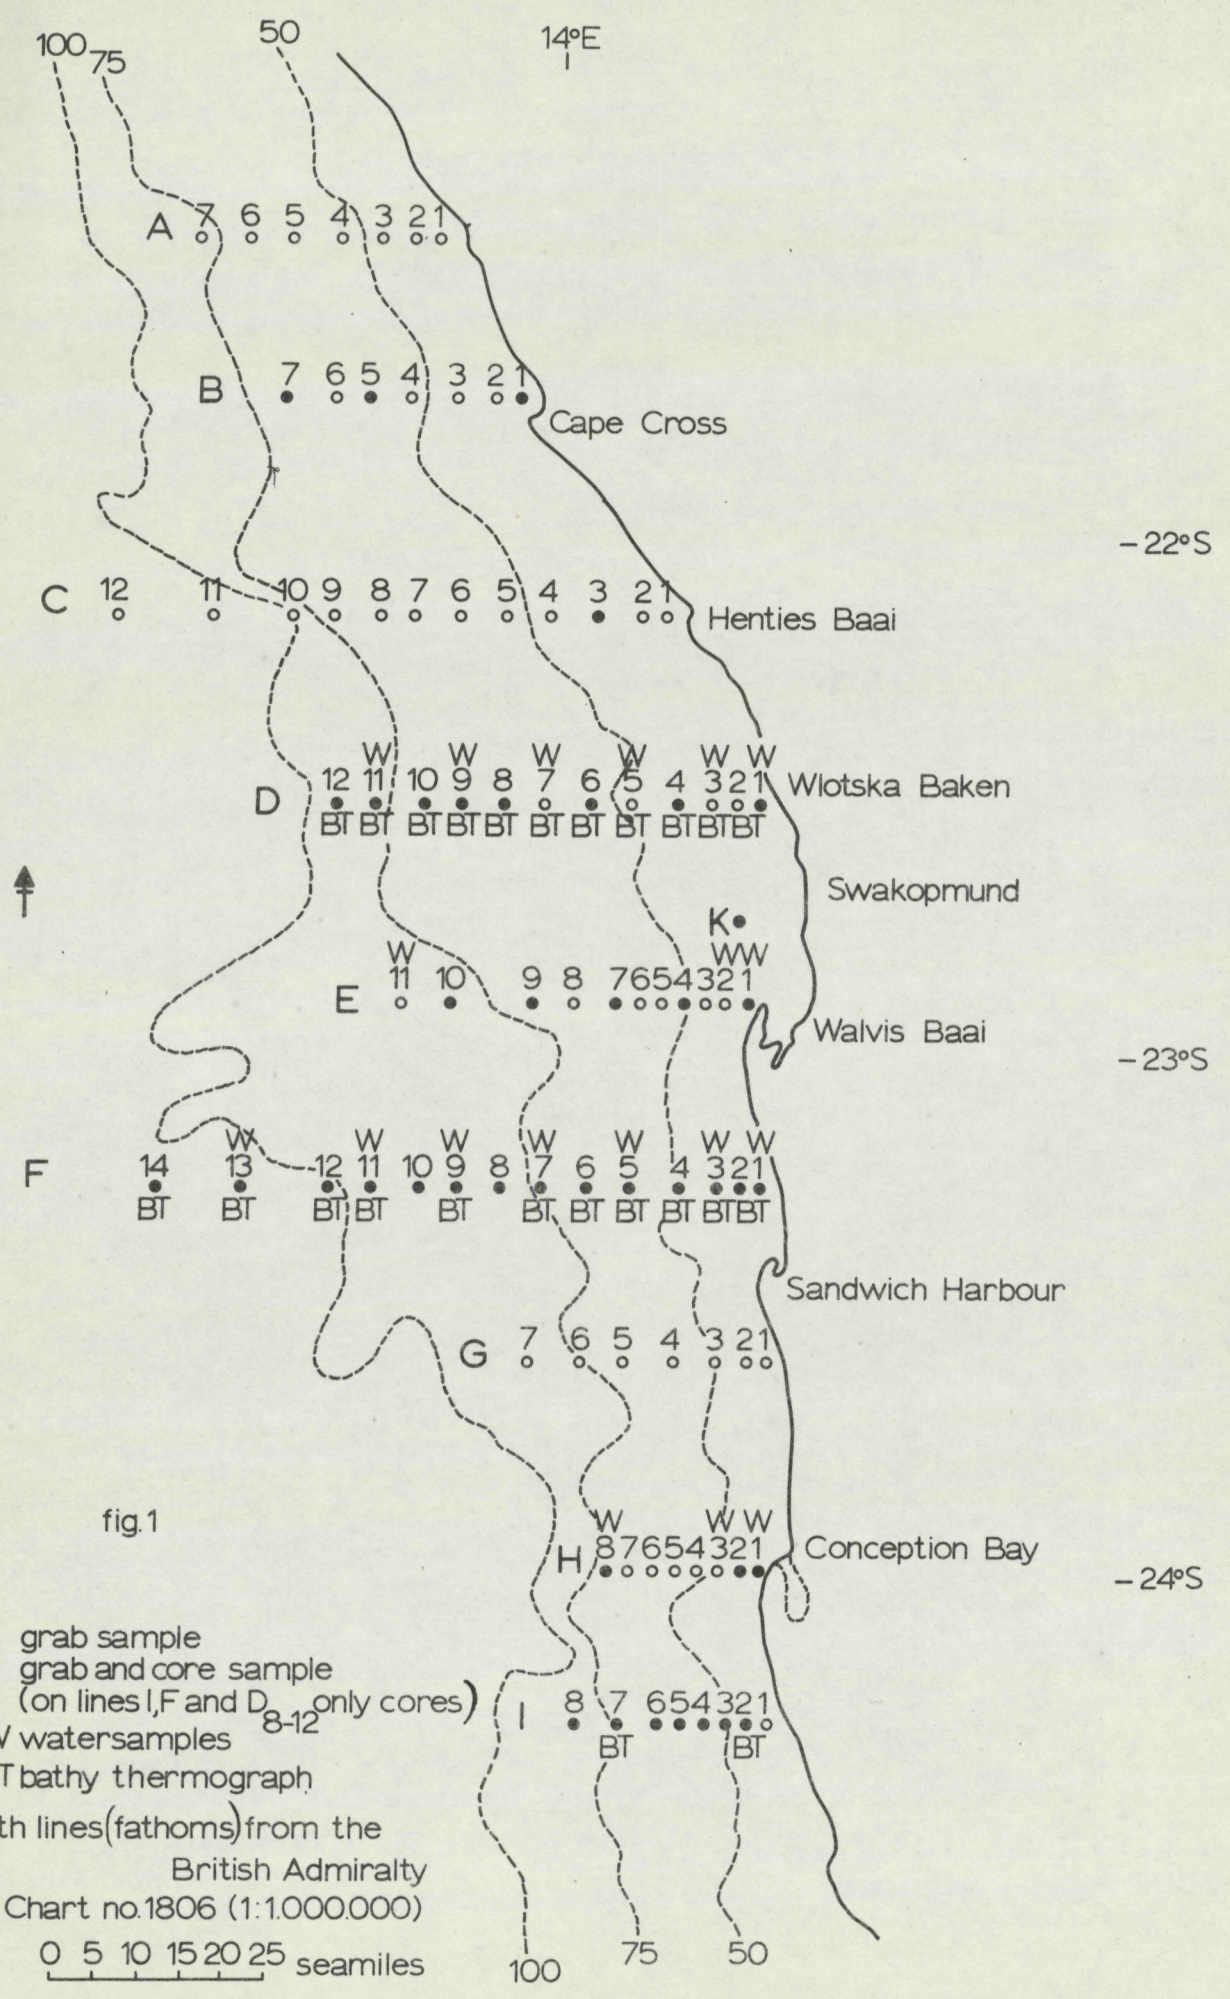 100 75 50 14°E
A 7 6 5 4 3 2 1
B 7 6 5 4 3 2 1
Cape Cross
-22°S
C 12 11 10 9 8 7 6 5 4 3 2 1
Henties Baai
W W W W W W
D 12 11 10 9 8 7 6 5 4 3 2 1 Wlotska Baken
BT BT BT BT BT BT BT BT BT BT BT
Swakopmund
K
W W W
E 11 10 9 8 7 6 5 4 3 2 1
Walvis Baai
-23°S
W W W W W W W
F 14 13 12 11 10 9 8 7 6 5 4 3 2 1
BT BT BT BT BT BT BT BT BT BT BT
Sandwich Harbour
G 7 6 5 4 3 2 1
fig.1
W W W
H 8 7 6 5 4 3 2 1 Conception Bay
-24°S
grab sample
grab and core sample
(on lines I,F and D8-12 only cores)
I 8 7 6 5 4 3 2 1
W watersamples
BT BT
T bathy thermograph
th lines (fathoms) from the
British Admiralty
Chart no.1806 (1:1.000.000)
0 5 10 15 20 25 seamiles
100 75 50